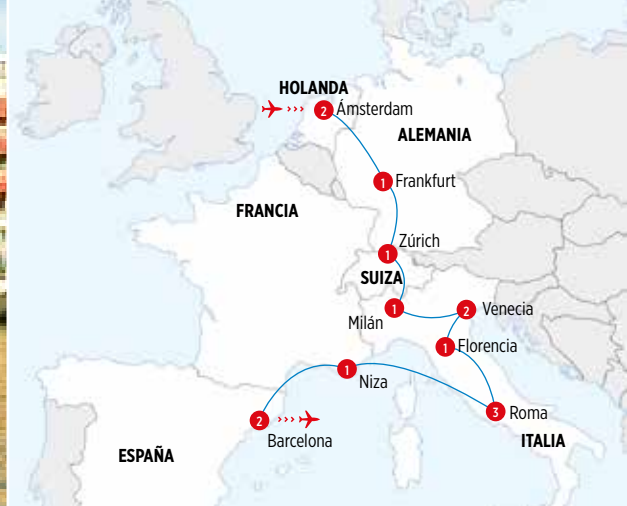 HOLANDA
2 Ámsterdam
ALEMANIA
1 Frankfurt
FRANCIA
Zúrich
1
SUIZA
1
Milán
2 Venecia
1 Florencia
1
Niza
3 Roma
2
Barcelona
ITALIA
ESPAÑA